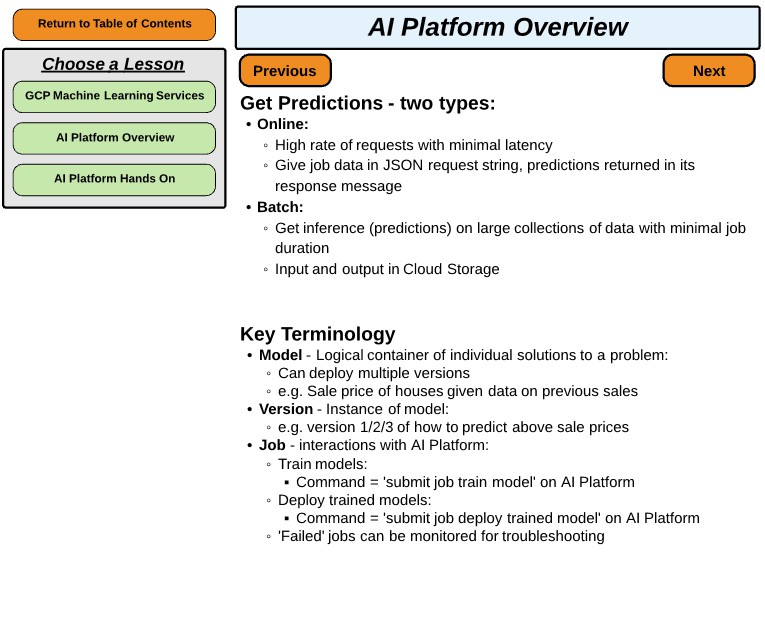 Return to Table of Contents
Choose a Lesson
GCP Machine Learning Services
AI Platform Overview
AI Platform Hands On
AI Platform Overview
Previous
Next
Get Predictions - two types:
• Online:
◦ High rate of requests with minimal latency
◦ Give job data in JSON request string, predictions returned in its
response message
• Batch:
◦ Get inference (predictions) on large collections of data with minimal job
duration
◦ Input and output in Cloud Storage
Key Terminology
• Model - Logical container of individual solutions to a problem:
◦ Can deploy multiple versions
◦ e.g. Sale price of houses given data on previous sales
• Version - Instance of model:
◦ e.g. version 1/2/3 of how to predict above sale prices
• Job - interactions with AI Platform:
◦ Train models:
▪ Command = 'submit job train model' on AI Platform
◦ Deploy trained models:
▪ Command = 'submit job deploy trained model' on AI Platform
◦ 'Failed' jobs can be monitored for troubleshooting